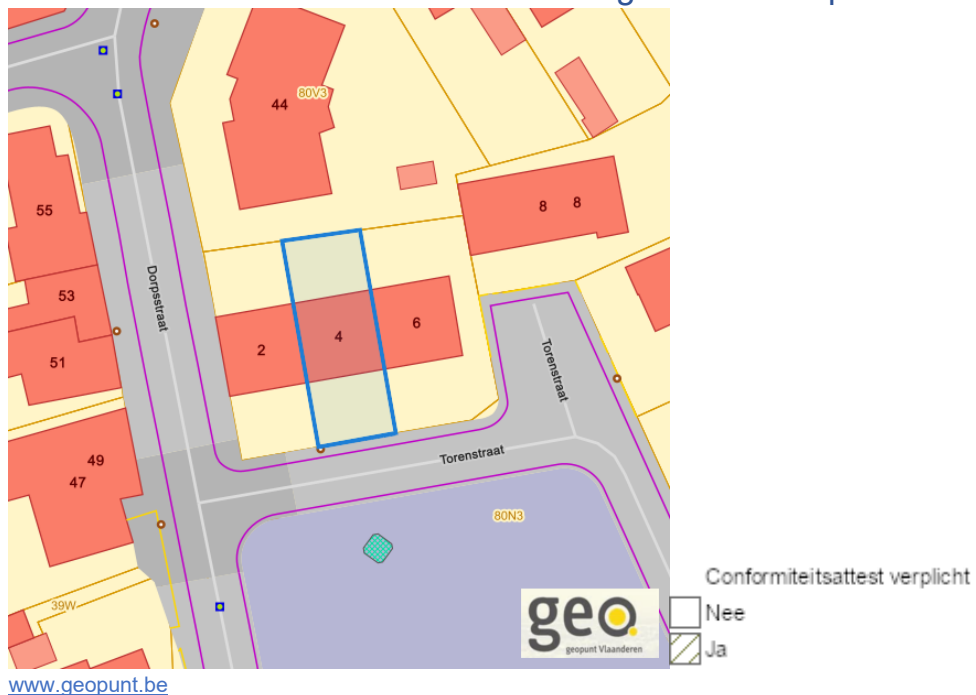 44
80V3
55
53
51
Dorpsstraat
2
4
6
8 8
Torenstraat
Torenstraat
49
47
80N3
39W
geo.
geopunt Vlaanderen
Conformiteitsattest verplicht
Nee
Ja
www.geopunt.be